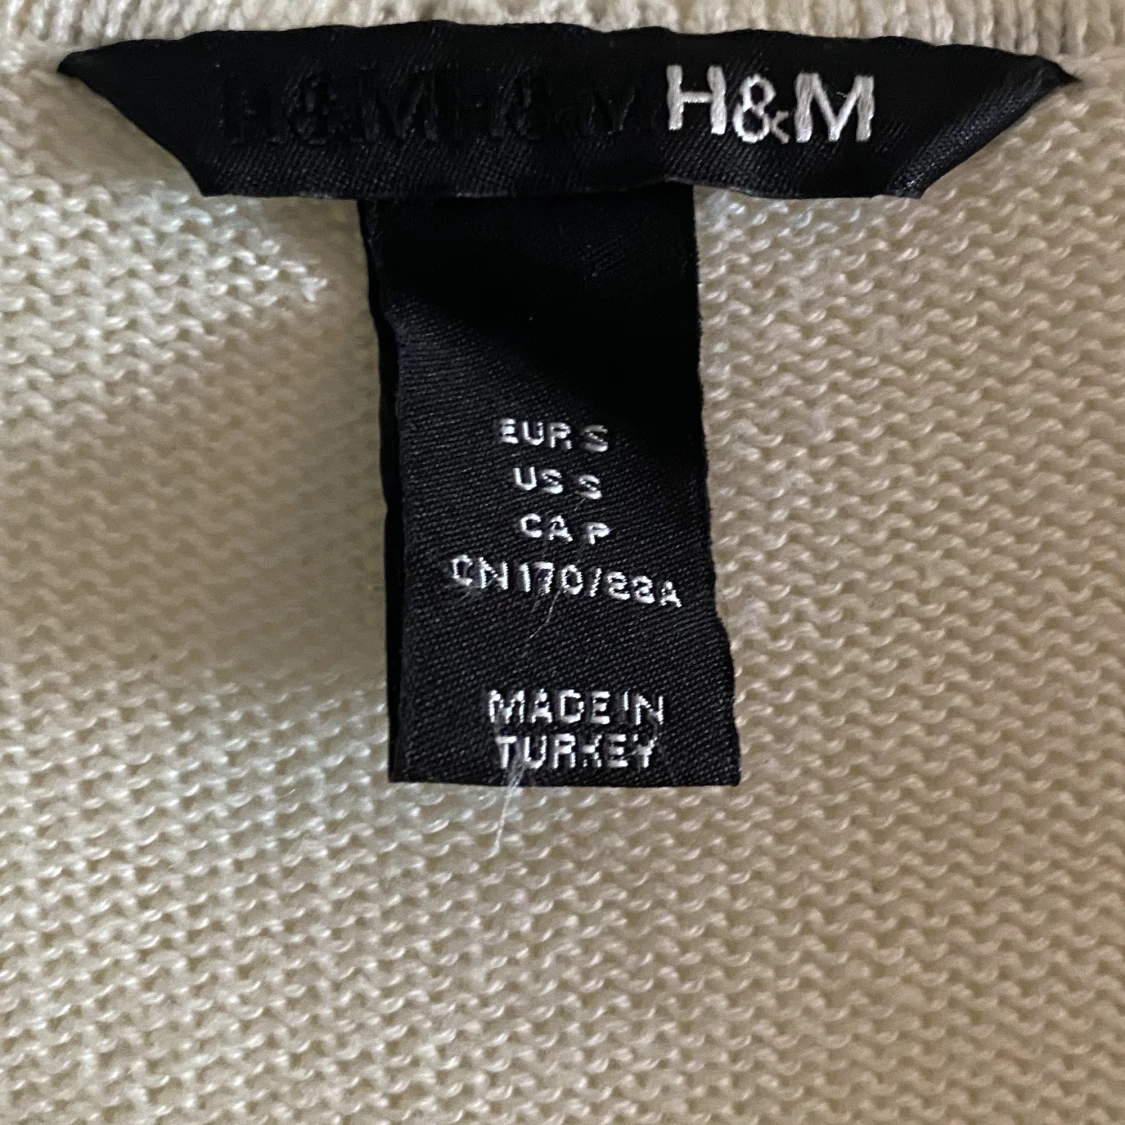 H&M H&M H&M
EUR S
US S
CA P
CN 170/88A
MADE IN
TURKEY